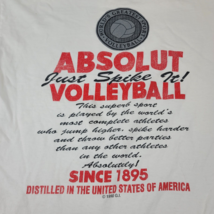 ABSOLUT
Just Spike It!
VOLLEYBALL
This superb sport
is played by the world's
most complete athletes
who jump higher, spike harder
and throw better parties
than any other athletes
in the world.
Absolutely!
SINCE 1895
DISTILLED IN THE UNITED STATES OF AMERICA